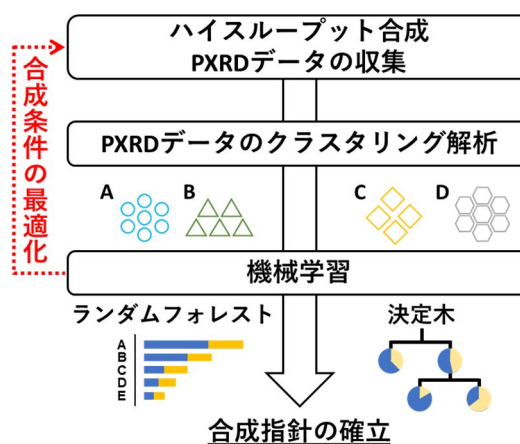 ハイスループット合成
PXRDデータの収集
合成条件の最適化
PXRDデータのクラスタリング解析
A B C D
機械学習
ランダムフォレスト
決定木
A
B
C
D
E
合成指針の確立